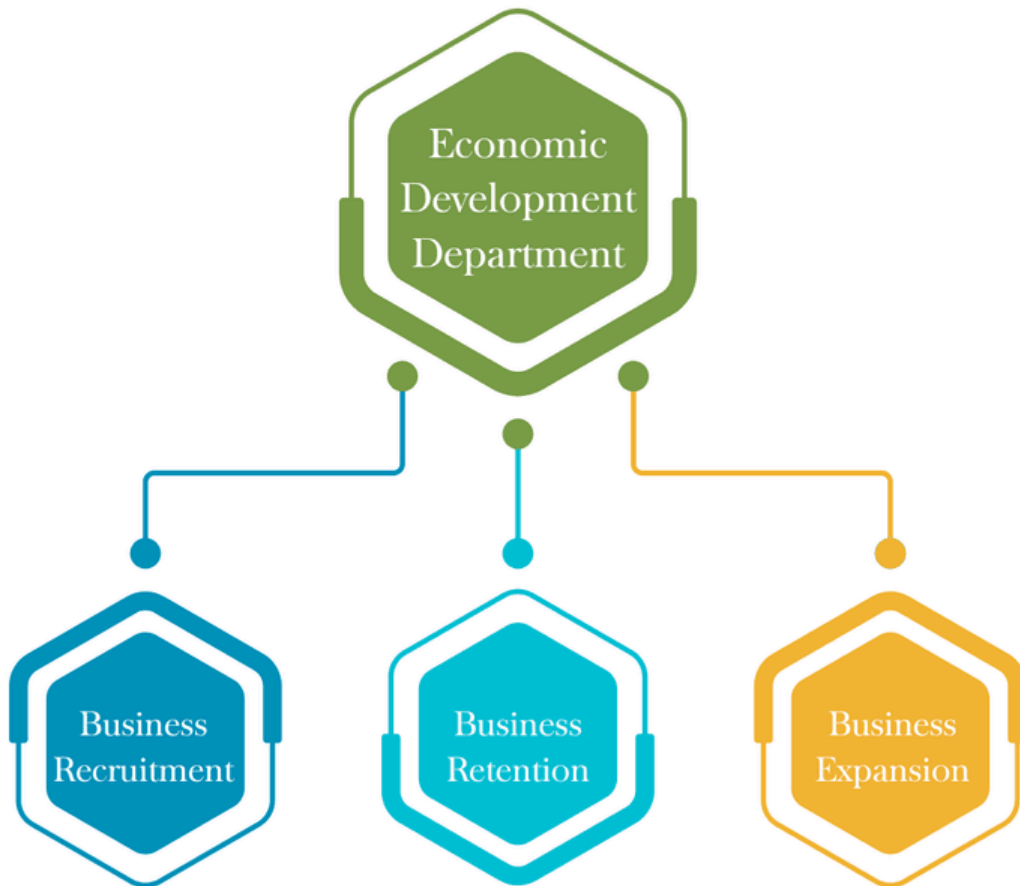 Economic
Development
Department
Business
Recruitment
Business
Retention
Business
Expansion